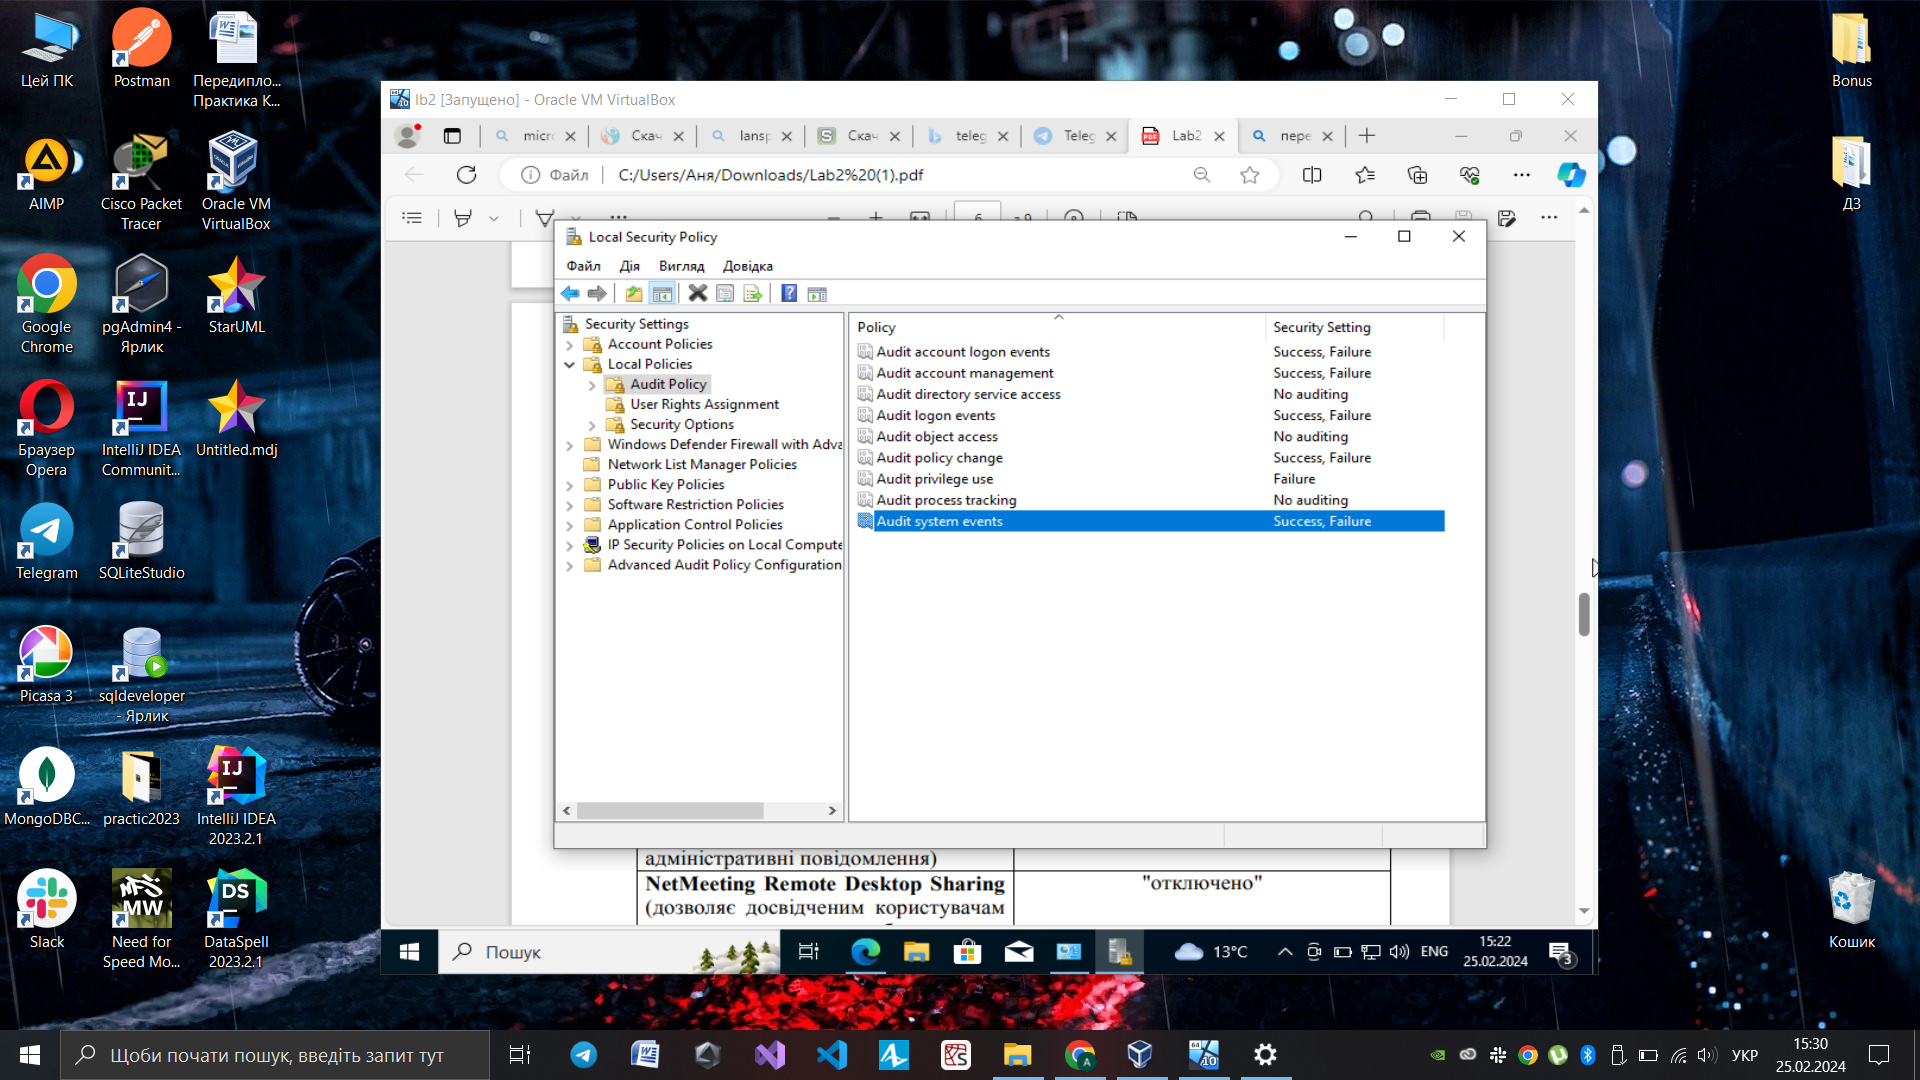 Цей ПК
Postman
Передипло...
Практика К...
AIMP
Cisco Packet
Tracer
Oracle VM
VirtualBox
Google
Chrome
pgAdmin4 -
Ярлик
StarUML
Браузер
Opera
IntelliJ IDEA
Communit...
Untitled.mdj
Telegram
SQLiteStudio
Picasa 3
sqldeveloper
- Ярлик
MongoDBC...
practic2023
IntelliJ IDEA
2023.2.1
Slack
Need for
Speed Mo...
DataSpell
2023.2.1
Bonus
ДЗ
Кошик
lb2 [Запущено] - Oracle VM VirtualBox
micr
Скач
lansp
Скач
teleg
Teleg
Lab2
пере
Файл
C:/Users/Аня/Downloads/Lab2%20(1).pdf
6
з 9
Local Security Policy
Файл Дія Вигляд Довідка
Security Settings
Account Policies
Local Policies
Audit Policy
User Rights Assignment
Security Options
Windows Defender Firewall with Adva
Network List Manager Policies
Public Key Policies
Software Restriction Policies
Application Control Policies
IP Security Policies on Local Compute
Advanced Audit Policy Configuration
Policy Security Setting
Audit account logon events Success, Failure
Audit account management Success, Failure
Audit directory service access No auditing
Audit logon events Success, Failure
Audit object access No auditing
Audit policy change Success, Failure
Audit privilege use Failure
Audit process tracking No auditing
Audit system events Success, Failure
адміністративні повідомлення)
NetMeeting Remote Desktop Sharing "отключено"
(дозволяє досвідченим користувачам
Пошук
13°C
ENG
15:22
25.02.2024
3
Щоби почати пошук, введіть запит тут
УКР
15:30
25.02.2024